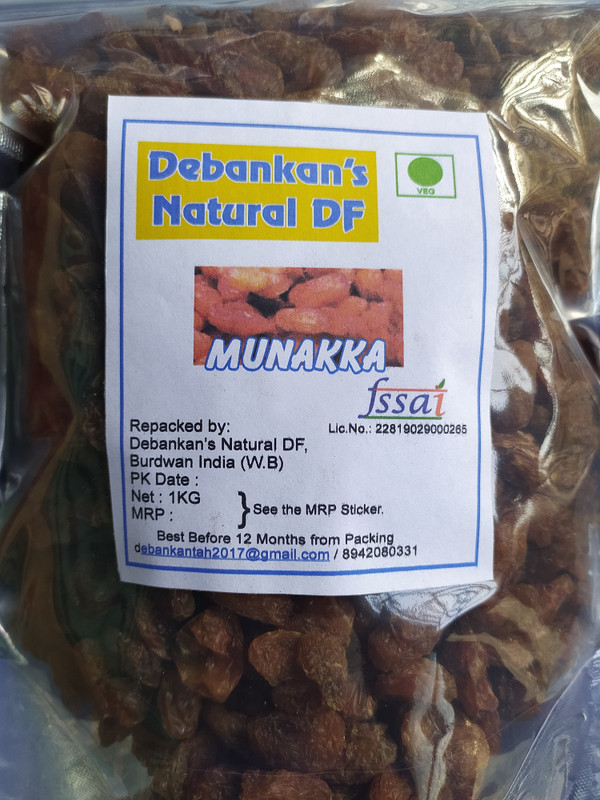 Debankan's
Natural DF
VEG
MUNAKKA
fssai
Lic.No.: 22819029000265
Repacked by:
Debankan's Natural DF,
Burdwan India (W.B)
PK Date :
Net : 1KG
MRP :
} See the MRP Sticker.
Best Before 12 Months from Packing
debankantah2017@gmail.com / 8942080331